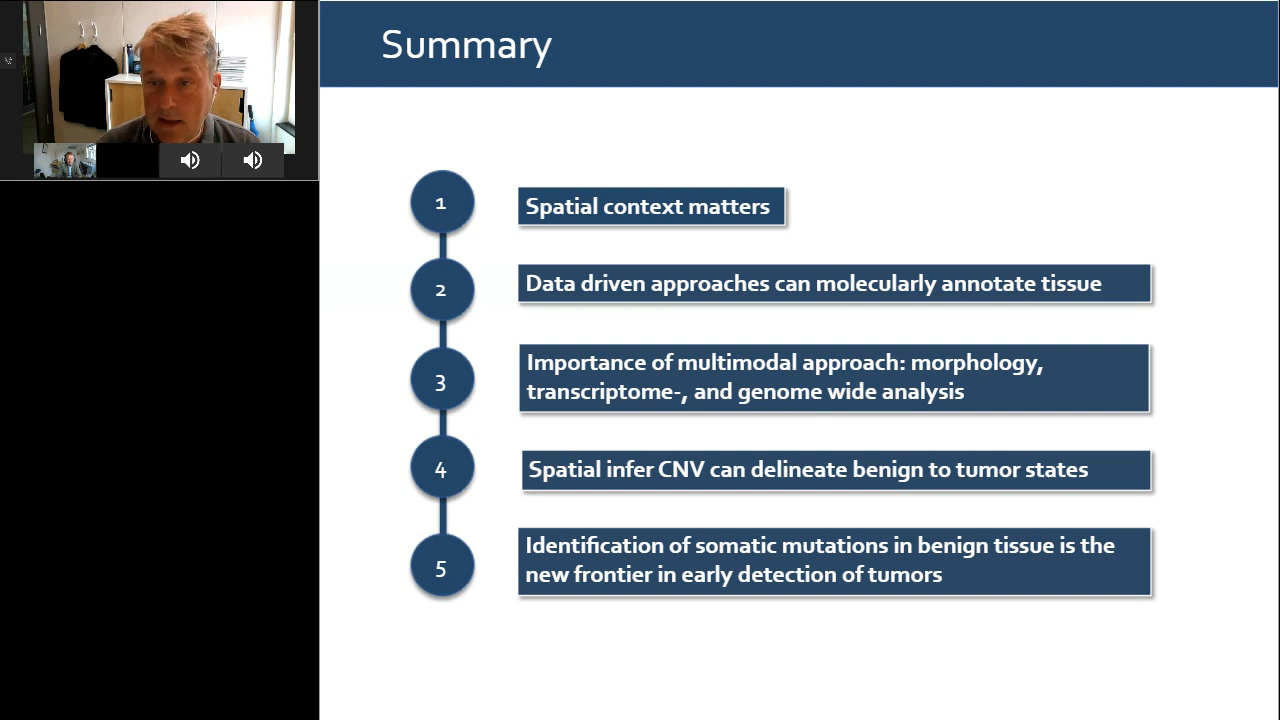 Summary
1
Spatial context matters
2
Data driven approaches can molecularly annotate tissue
3
Importance of multimodal approach: morphology,
transcriptome-, and genome wide analysis
4
Spatial infer CNV can delineate benign to tumor states
5
Identification of somatic mutations in benign tissue is the
new frontier in early detection of tumors